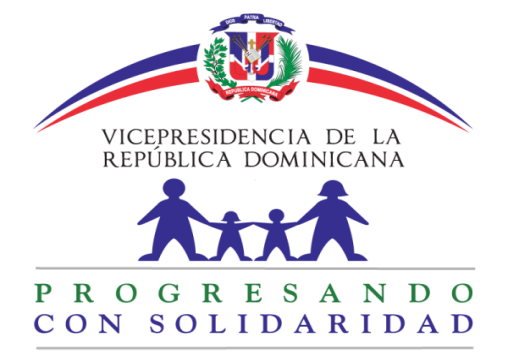 DIOS PATRIA LIBERTAD
REPÚBLICA DOMINICANA
VICEPRESIDENCIA DE LA
REPÚBLICA DOMINICANA
PROGRESANDO
CON SOLIDARIDAD